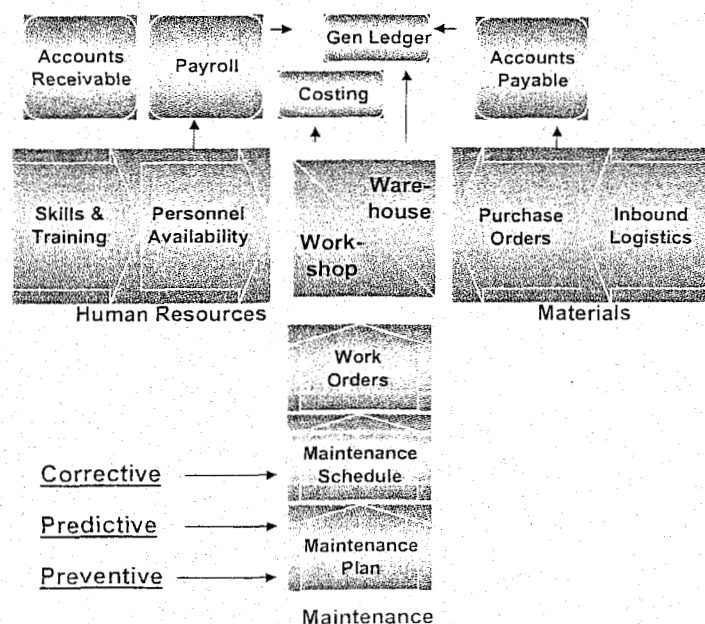 Accounts
Receivable
Payroll
Gen Ledger
Accounts
Payable
Costing
Skills &
Training
Personnel
Availability
Ware-
house
Work-
shop
Purchase
Orders
Inbound
Logistics
Human Resources
Materials
Work
Orders
Corrective
Maintenance
Schedule
Predictive
Maintenance
Plan
Preventive
Maintenance